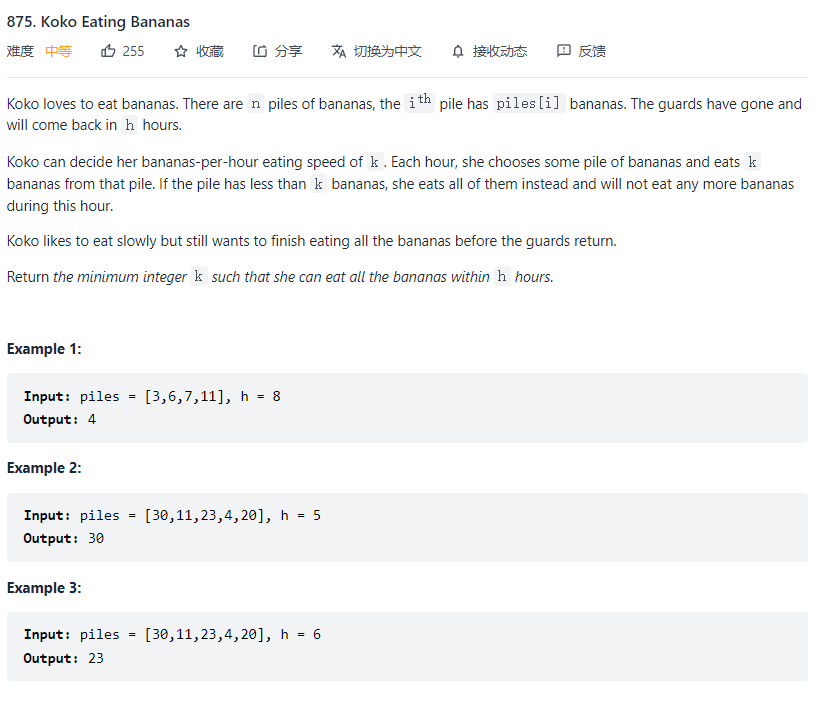 875. Koko Eating Bananas
难度 中等 255 收藏 分享 切换为中文 接收动态 反馈
Koko loves to eat bananas. There are n piles of bananas, the ith pile has piles[i] bananas. The guards have gone and
will come back in h hours.
Koko can decide her bananas-per-hour eating speed of k. Each hour, she chooses some pile of bananas and eats k
bananas from that pile. If the pile has less than k bananas, she eats all of them instead and will not eat any more bananas
during this hour.
Koko likes to eat slowly but still wants to finish eating all the bananas before the guards return.
Return the minimum integer k such that she can eat all the bananas within h hours.
Example 1:
Input: piles = [3,6,7,11], h = 8
Output: 4
Example 2:
Input: piles = [30,11,23,4,20], h = 5
Output: 30
Example 3:
Input: piles = [30,11,23,4,20], h = 6
Output: 23